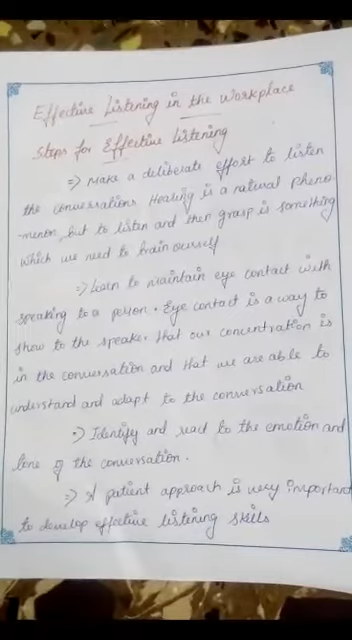 Effective Listening in the workplace
Steps for Effective listening
=> Make a deliberate effort to listen
the conversations. Hearing is a natural pheno-
-minon, but to listen and then grasp is something
which we need to train ourself
=> Learn to maintain eye contact with
speaking to a person. Eye contact is a way to
show to the speaker that our concentration is
in the conversation and that we are able to
understand and adapt to the conversation
=> Identify and react to the emotion and
tone of the conversation.
=> A patient approach is very important
to develop effective listening skills